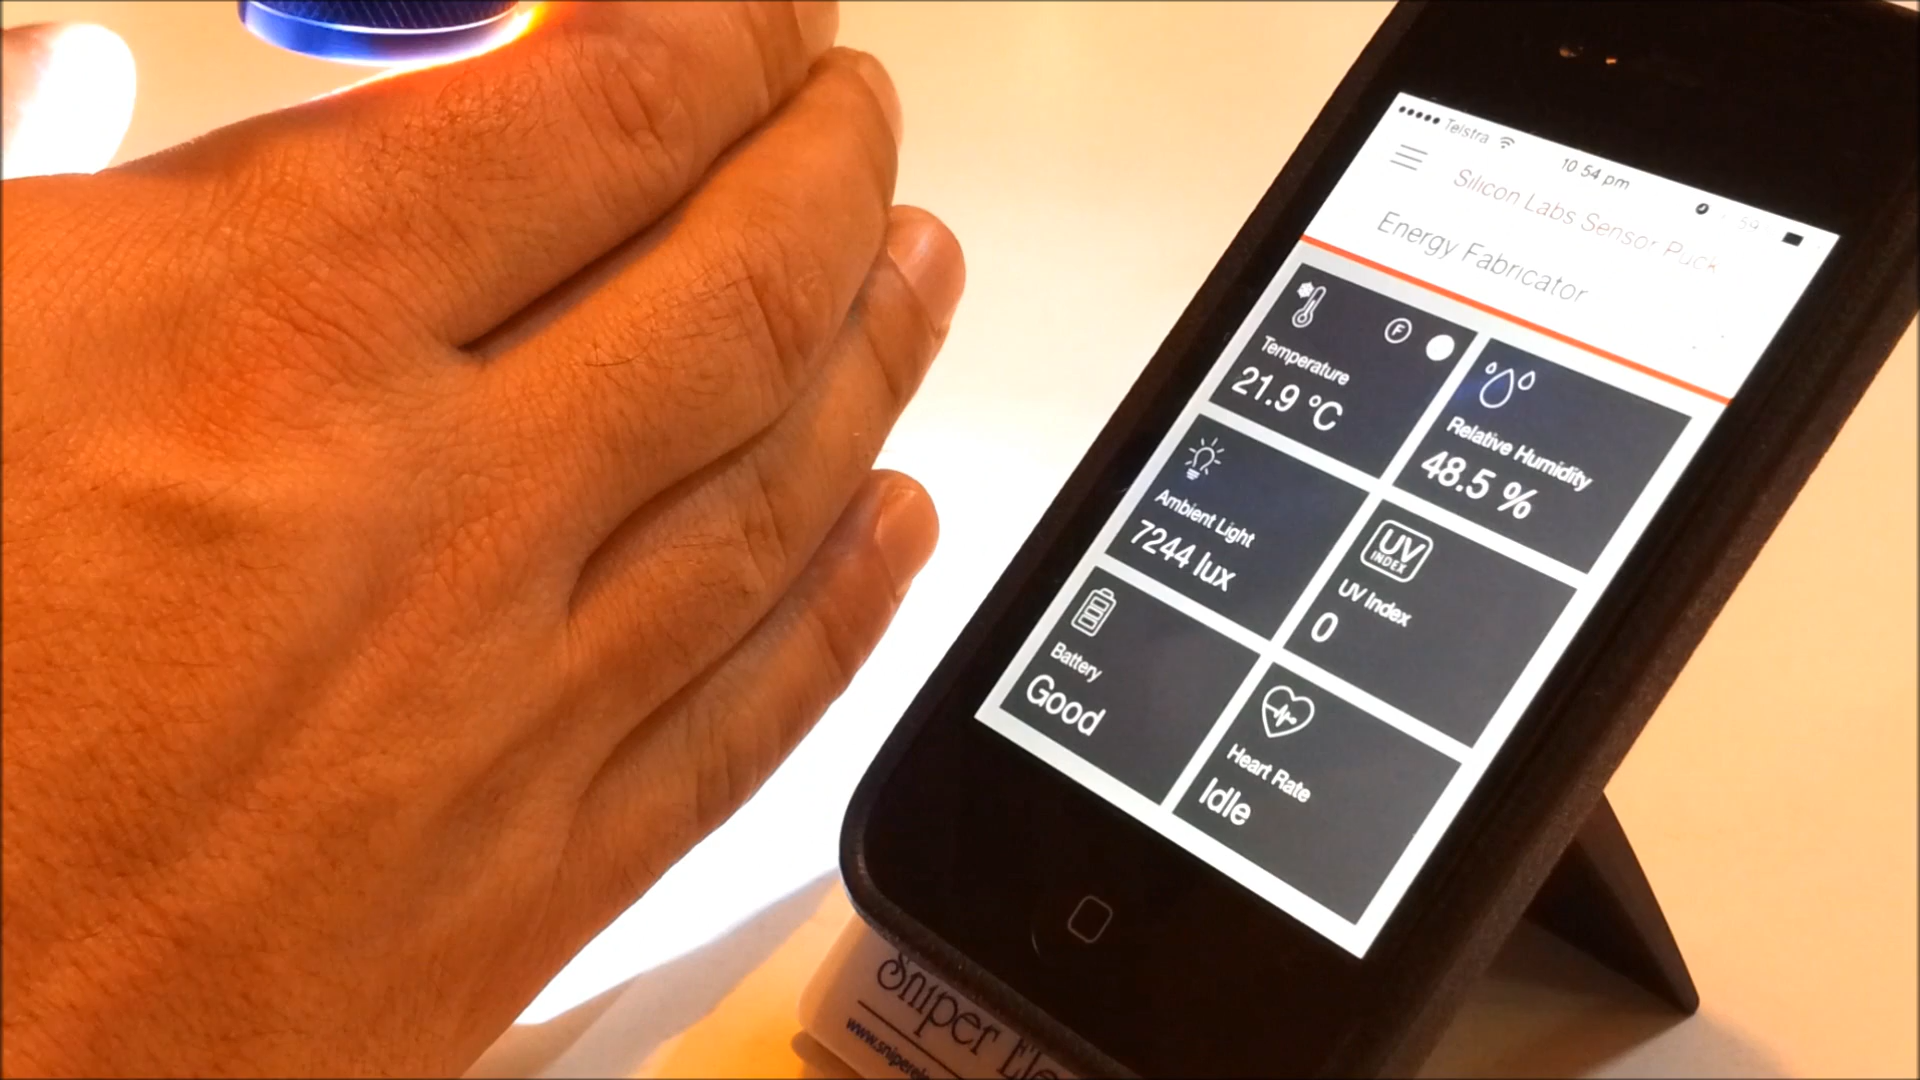 Telstra
10 54 pm
Silicon Labs Sensor Puck
Energy Fabricator
F
Temperature
21.9 °C
Relative Humidity
48.5 %
Ambient Light
7244 lux
UV
INDEX
UV Index
0
Battery
Good
Heart Rate
Idle
Sniper